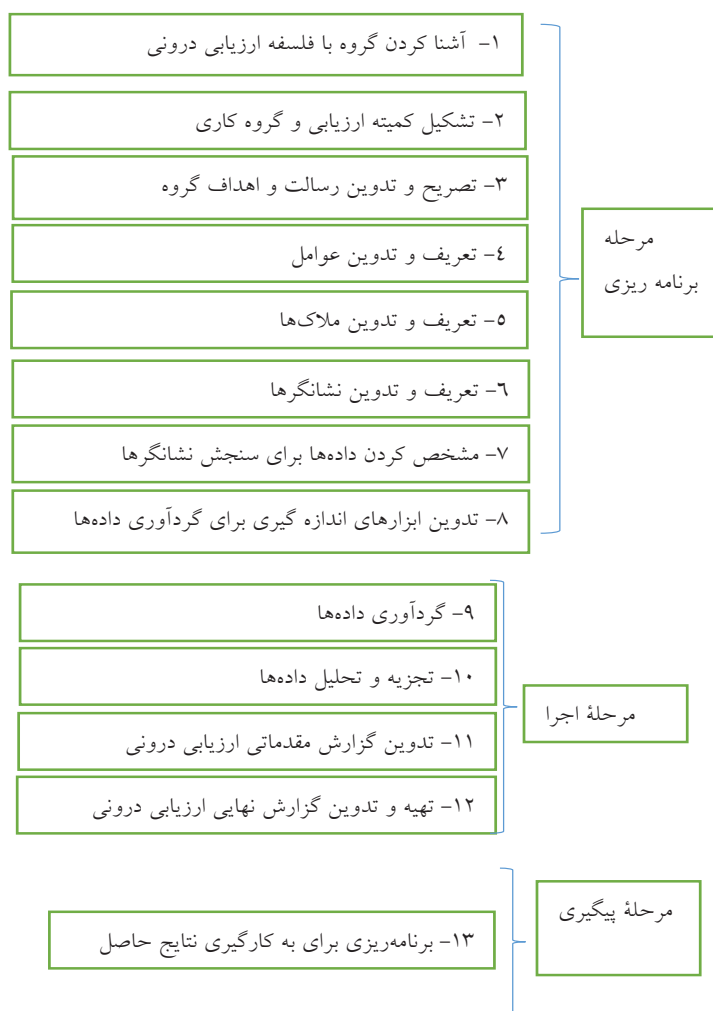 ۱- آشنا کردن گروه با فلسفه ارزیابی درونی
۲- تشکیل کمیته ارزیابی و گروه کاری
۳- تصریح و تدوین رسالت و اهداف گروه
۴- تعریف و تدوین عوامل
۵- تعریف و تدوین ملاک‌ها
۶- تعریف و تدوین نشانگرها
۷- مشخص کردن داده‌ها برای سنجش نشانگرها
۸- تدوین ابزارهای اندازه گیری برای گردآوری داده‌ها
مرحله
برنامه ریزی
۹- گردآوری داده‌ها
۱۰- تجزیه و تحلیل داده‌ها
۱۱- تدوین گزارش مقدماتی ارزیابی درونی
۱۲- تهیه و تدوین گزارش نهایی ارزیابی درونی
مرحلۀ اجرا
۱۳- برنامه‌ریزی برای به کارگیری نتایج حاصل
مرحلۀ پیگیری